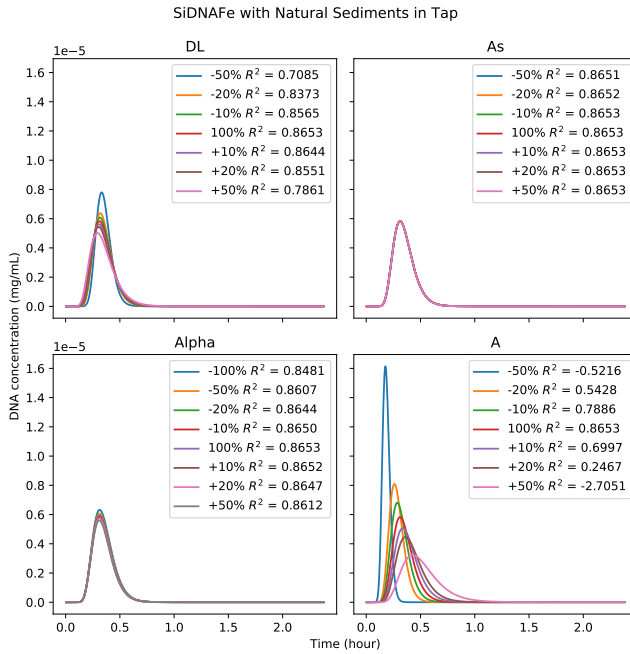 SiDNAFe with Natural Sediments in Tap
DL
1e−5
-50% R² = 0.7085
-20% R² = 0.8373
-10% R² = 0.8565
100% R² = 0.8653
+10% R² = 0.8644
+20% R² = 0.8551
+50% R² = 0.7861
1.6
1.4
1.2
1.0
0.8
0.6
0.4
0.2
0.0
As
-50% R² = 0.8651
-20% R² = 0.8652
-10% R² = 0.8653
100% R² = 0.8653
+10% R² = 0.8653
+20% R² = 0.8653
+50% R² = 0.8653
Alpha
1e−5
-100% R² = 0.8481
-50% R² = 0.8607
-20% R² = 0.8644
-10% R² = 0.8650
100% R² = 0.8653
+10% R² = 0.8652
+20% R² = 0.8647
+50% R² = 0.8612
1.6
1.4
1.2
1.0
0.8
0.6
0.4
0.2
0.0
0.0 0.5 1.0 1.5 2.0
A
-50% R² = -0.5216
-20% R² = 0.5428
-10% R² = 0.7886
100% R² = 0.8653
+10% R² = 0.6997
+20% R² = 0.2467
+50% R² = -2.7051
0.0 0.5 1.0 1.5 2.0
DNA concentration (mg/mL)
Time (hour)